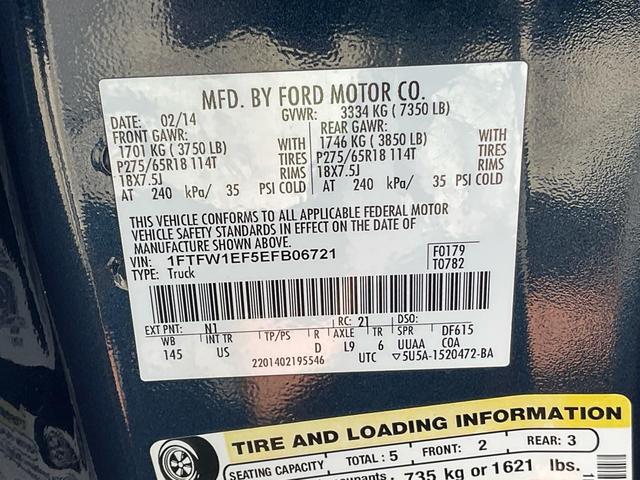 MFD. BY FORD MOTOR CO.
DATE: 02/14 GVWR: 3334 KG ( 7350 LB)
FRONT GAWR: REAR GAWR:
1701 KG ( 3750 LB) WITH 1746 KG ( 3850 LB) WITH
P275/65R18 114T TIRES P275/65R18 114T TIRES
18X7.5J RIMS 18X7.5J RIMS
AT 240 kPa/ 35 PSI COLD AT 240 kPa/ 35 PSI COLD
THIS VEHICLE CONFORMS TO ALL APPLICABLE FEDERAL MOTOR
VEHICLE SAFETY STANDARDS IN EFFECT ON THE DATE OF
MANUFACTURE SHOWN ABOVE.
VIN: 1FTFW1EF5EFB06721 F0179
TYPE: Truck T0782
EXT PNT: N1 RC: 21 DSO:
WB INT TR TP/PS R AXLE TR SPR DF615
145 US D L9 6 UUAA COA
2201402195546 UTC ▽5U5A-1520472-BA
TIRE AND LOADING INFORMATION
SEATING CAPACITY TOTAL : 5 FRONT: 2 REAR: 3
735 kg or 1621 lbs.